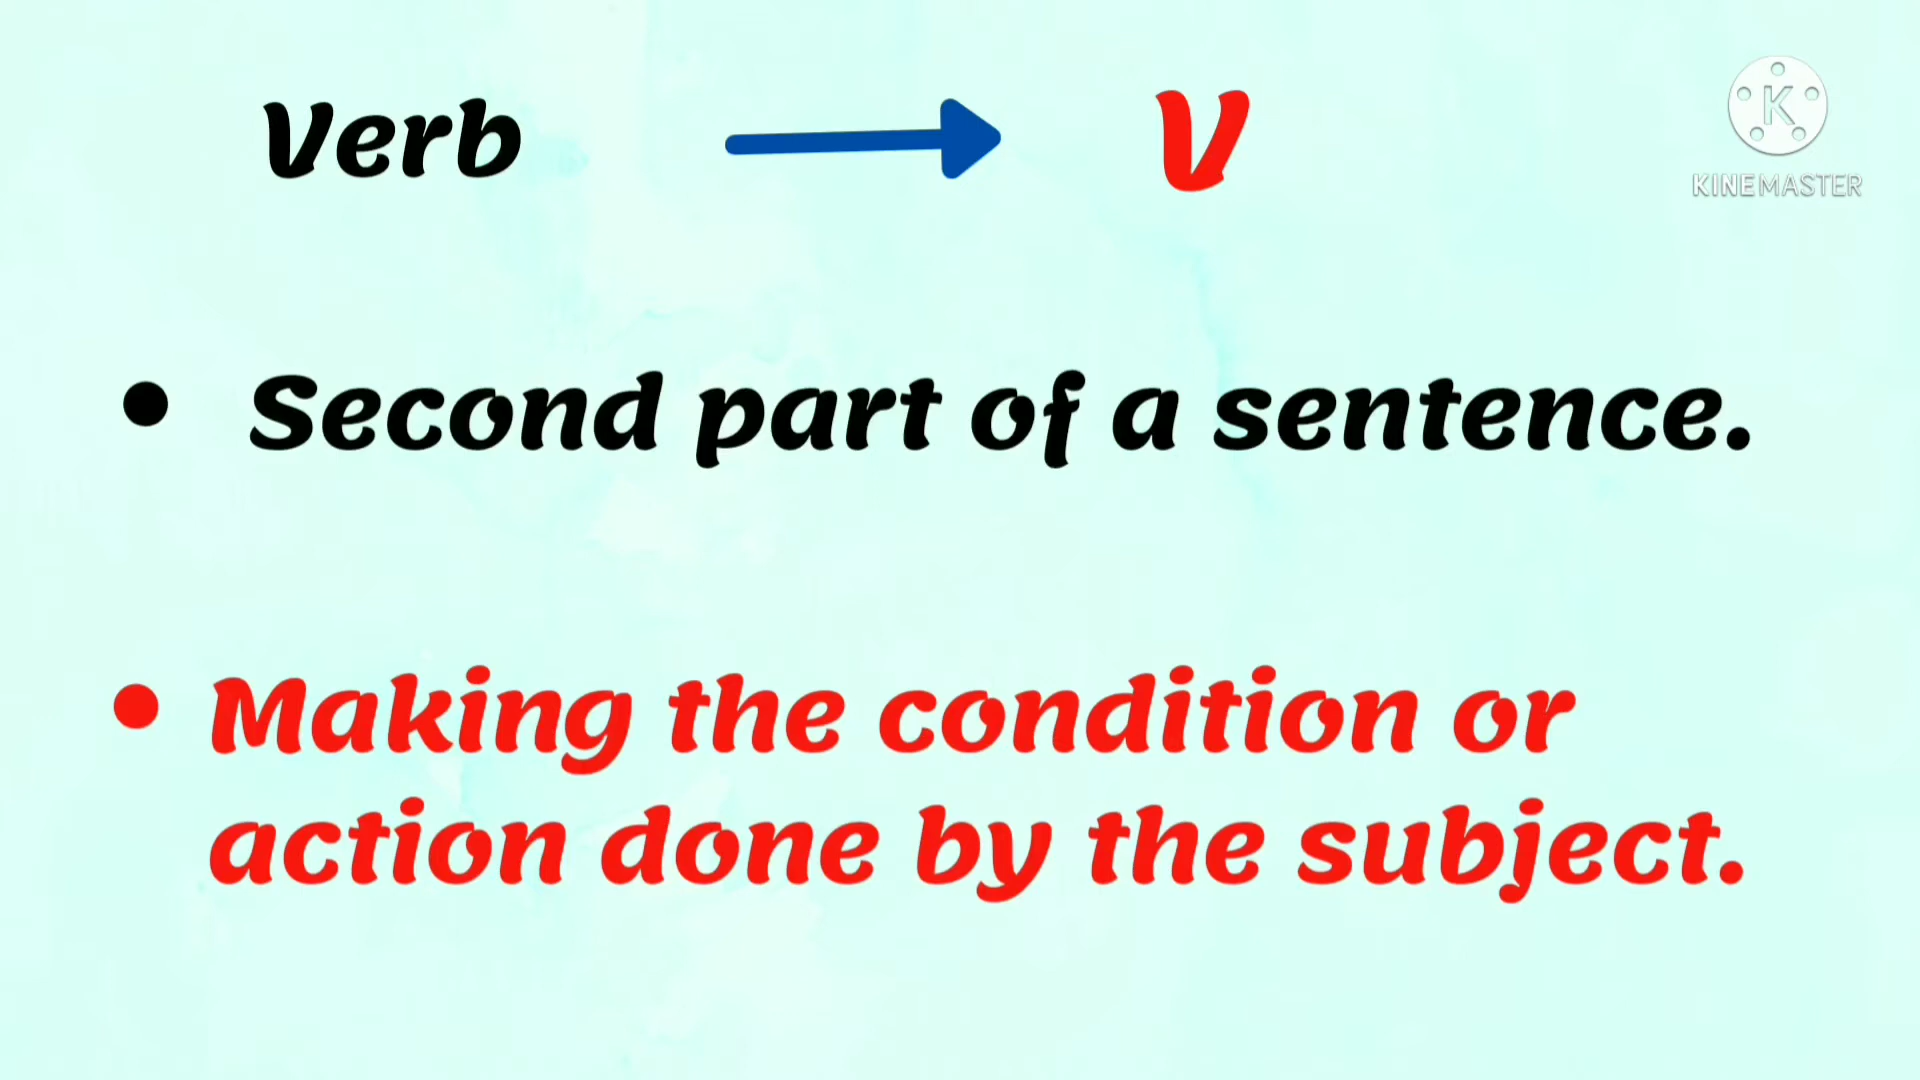 Verb → V
KINEMASTER
• Second part of a sentence.
• Making the condition or
action done by the subject.